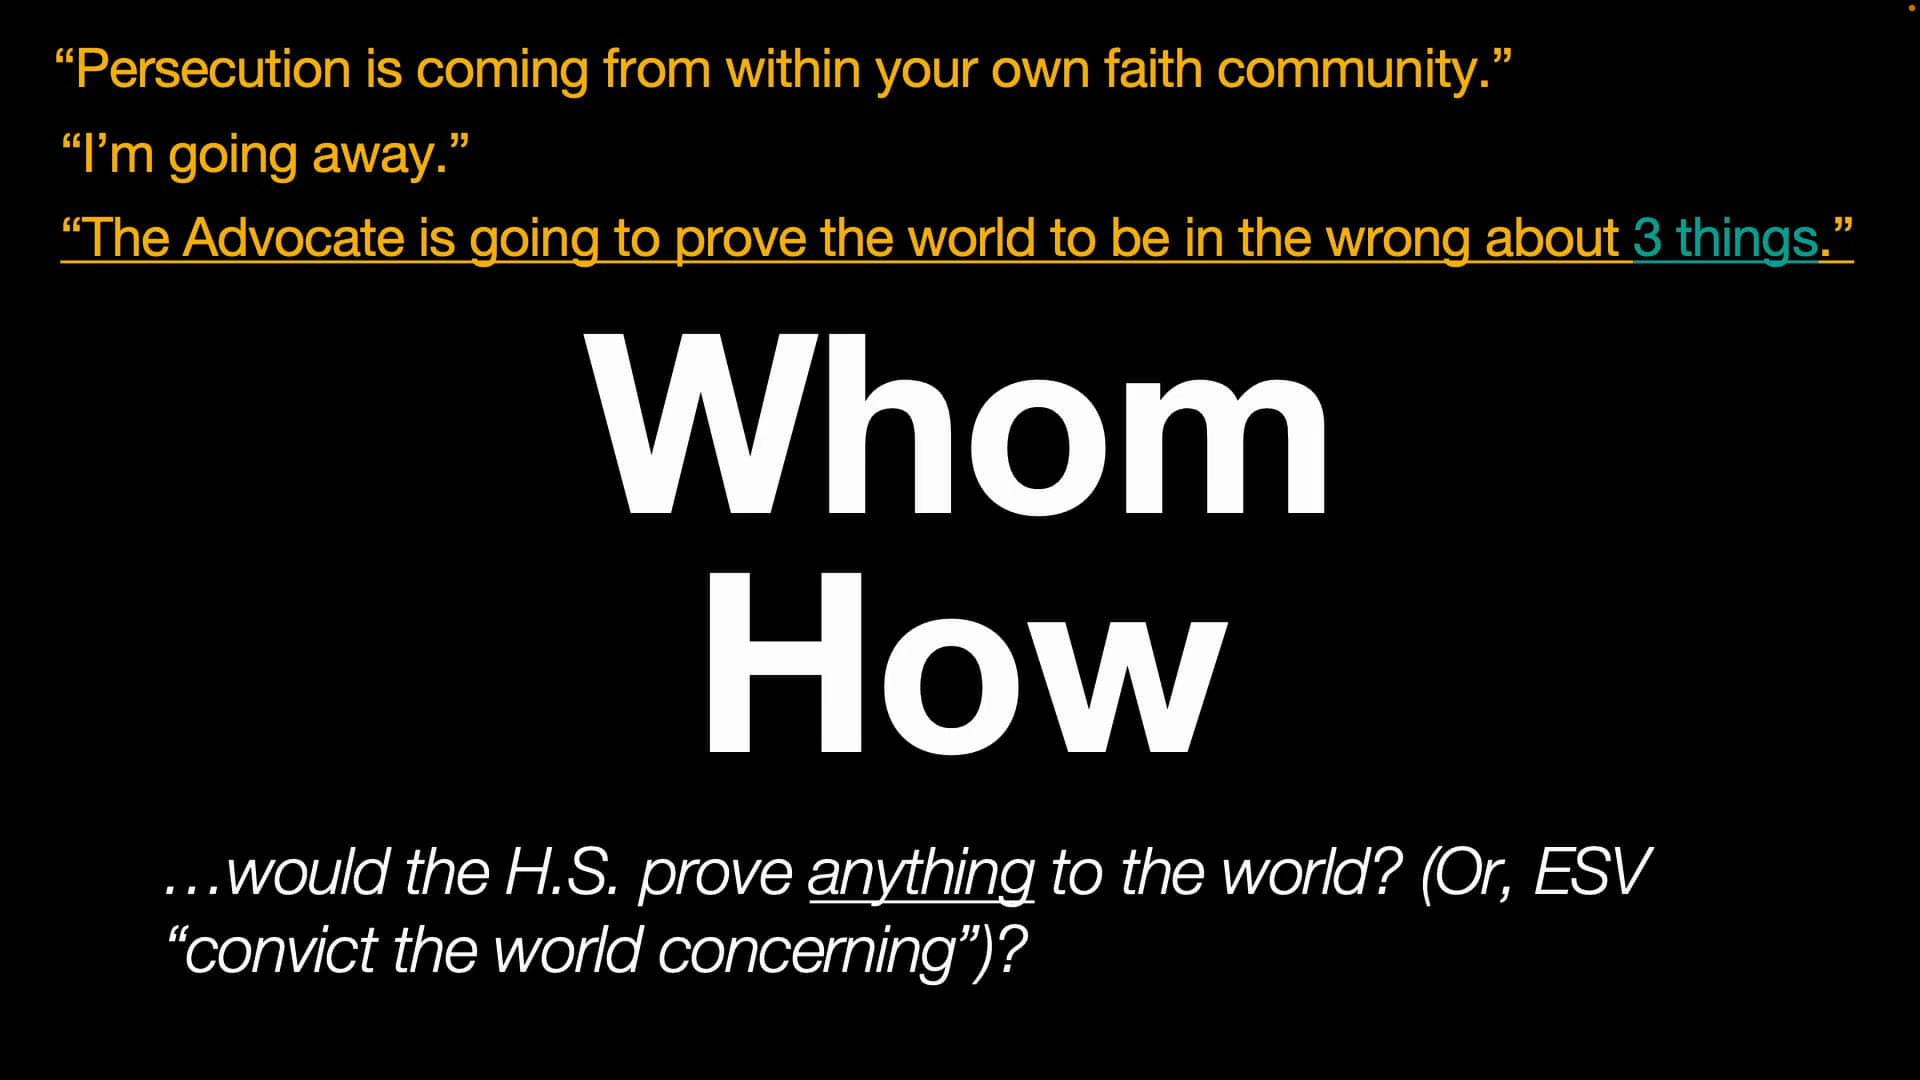 “Persecution is coming from within your own faith community.”
“I’m going away.”
“The Advocate is going to prove the world to be in the wrong about 3 things.”
Whom
How
…would the H.S. prove anything to the world? (Or, ESV
“convict the world concerning”)?